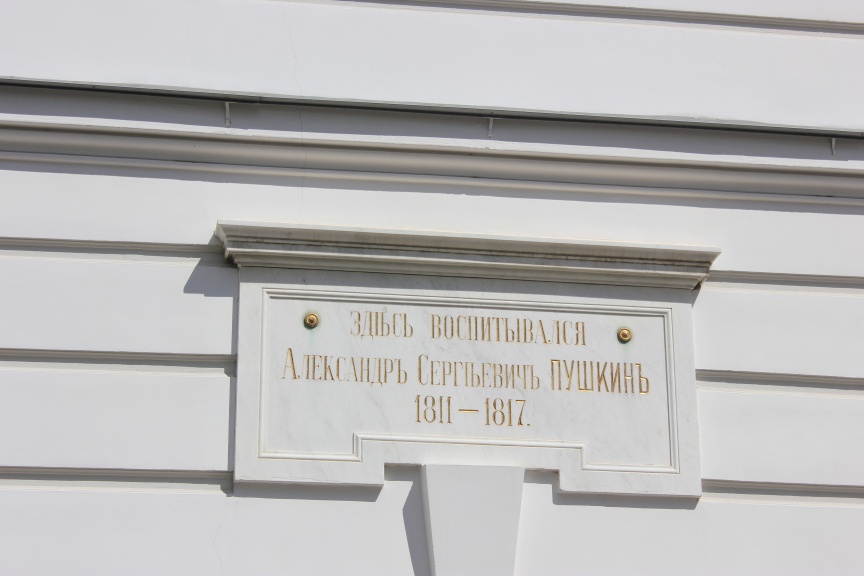 ЗДѢСЬ ВОСПИТЫВАЛСЯ
АЛЕКСАНДРЪ СЕРГѢЕВИЧЪ ПУШКИНЪ
1811 — 1817.